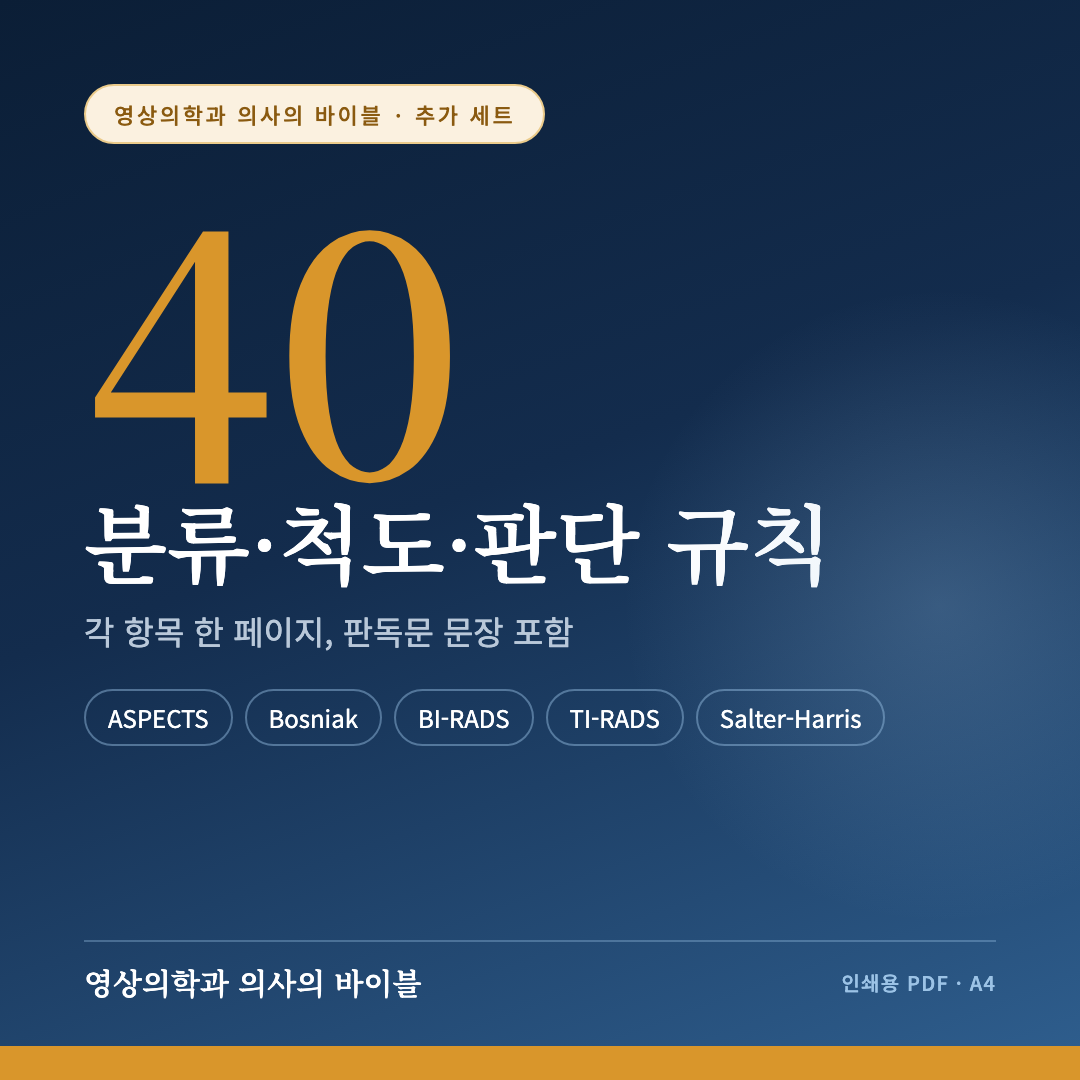 영상의학과 의사의 바이블 · 추가 세트
40
분류·척도·판단 규칙
각 항목 한 페이지, 판독문 문장 포함
ASPECTS Bosniak BI-RADS TI-RADS Salter-Harris
영상의학과 의사의 바이블 인쇄용 PDF · A4